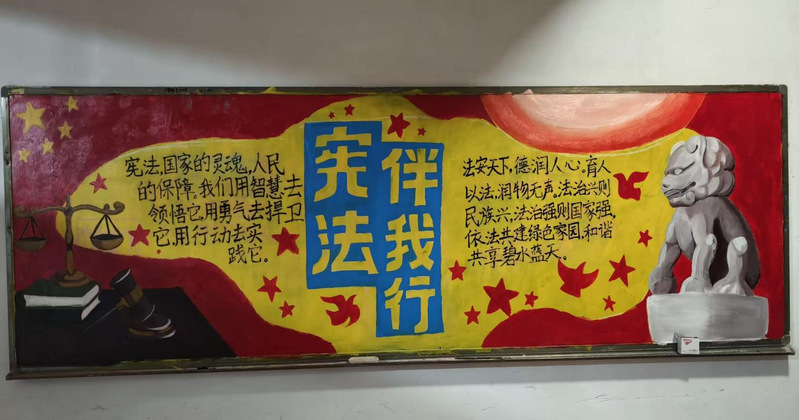 宪法,国家的灵魂,人民
的保障。我们用智慧去
领悟它,用勇气去捍卫
它,用行动去实
践它。
宪法
伴我行
法安天下,德润人心。育人
以法,润物无声,法治兴则
民族兴,法治强则国家强,
依法共建绿色家园,和谐
共享碧水蓝天。